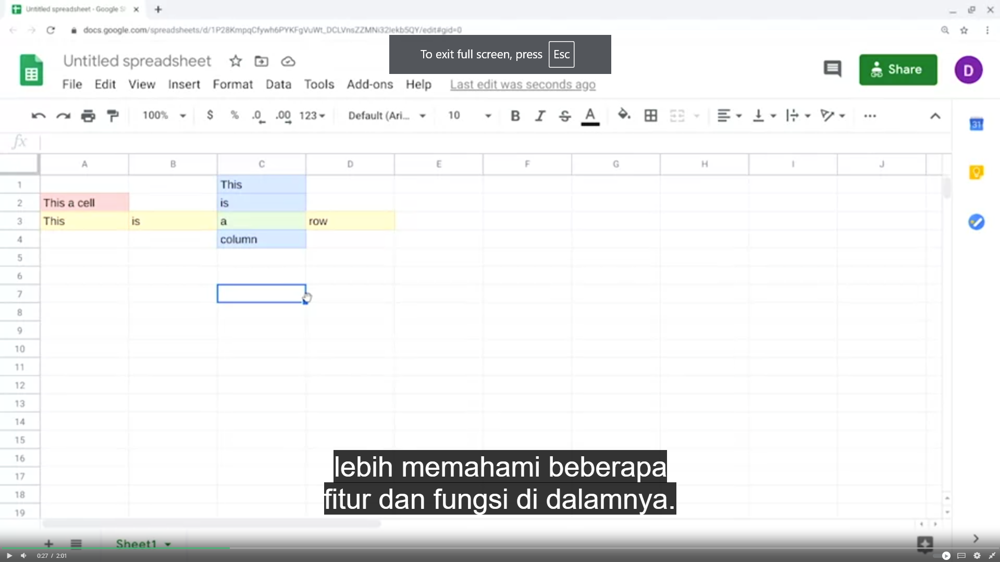 Untitled spreadsheet - Google S
docs.google.com/spreadsheets/d/1P28KmpqCfywh6PYKFgVuWt_DCLVnsZZMNi32Iekb5QY/edit#gid=0
To exit full screen, press Esc
Untitled spreadsheet
Share
D
File Edit View Insert Format Data Tools Add-ons Help Last edit was seconds ago
100% $ % .0 .00 123 Default (Ari... 10 B I S A
31
fx
A B C D E F G H I J
1 This
2 This a cell is
3 This is a row
4 column
5
6
7
8
9
10
11
12
13
14
15
16
17
18
19
lebih memahami beberapa
fitur dan fungsi di dalamnya.
Sheet1
0:27 / 2:01